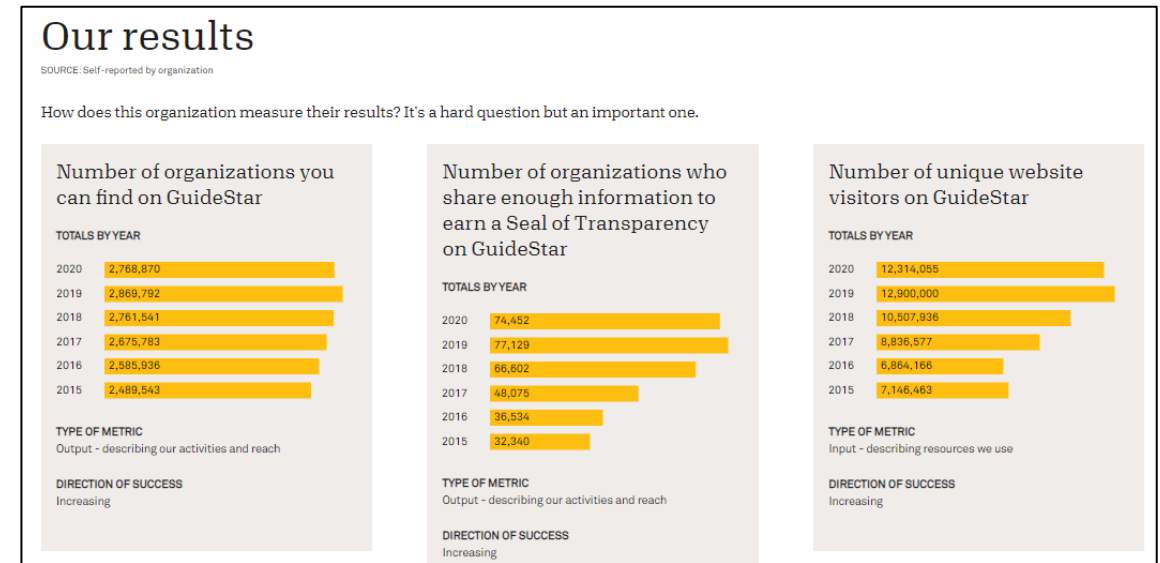 Our results
SOURCE: Self-reported by organization
How does this organization measure their results? It's a hard question but an important one.
Number of organizations you
can find on GuideStar
TOTALS BY YEAR
2020 2,768,870
2019 2,869,792
2018 2,761,541
2017 2,675,783
2016 2,585,936
2015 2,489,543
TYPE OF METRIC
Output - describing our activities and reach
DIRECTION OF SUCCESS
Increasing
Number of organizations who
share enough information to
earn a Seal of Transparency
on GuideStar
TOTALS BY YEAR
2020 74,452
2019 77,129
2018 66,602
2017 48,075
2016 36,534
2015 32,340
TYPE OF METRIC
Output - describing our activities and reach
DIRECTION OF SUCCESS
Increasing
Number of unique website
visitors on GuideStar
TOTALS BY YEAR
2020 12,314,055
2019 12,900,000
2018 10,507,936
2017 8,836,577
2016 6,864,166
2015 7,146,463
TYPE OF METRIC
Input - describing resources we use
DIRECTION OF SUCCESS
Increasing